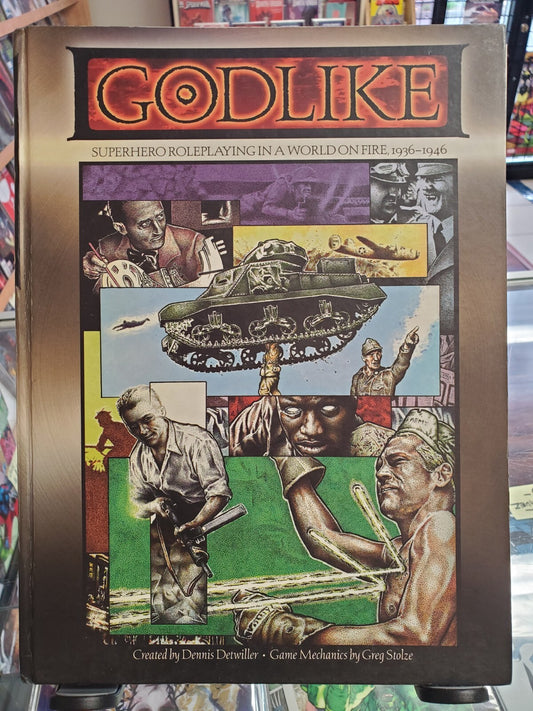 GODLIKE
SUPERHERO ROLEPLAYING IN A WORLD ON FIRE, 1936–1946
Created by Dennis Detwiller • Game Mechanics by Greg Stolze